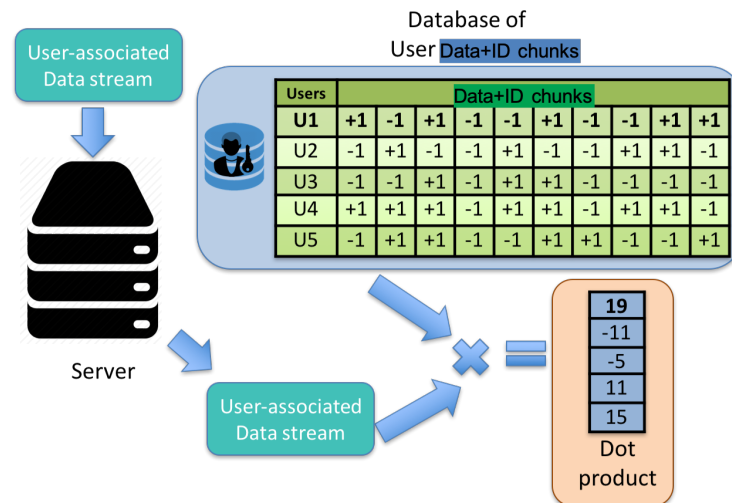 Database of
User Data+ID chunks
User-associated
Data stream
Users Data+ID chunks
U1 +1 -1 +1 -1 -1 +1 -1 -1 +1 +1
U2 -1 +1 -1 -1 +1 -1 -1 +1 +1 -1
U3 -1 -1 +1 -1 +1 +1 -1 -1 -1 -1
U4 +1 +1 +1 -1 +1 +1 -1 +1 +1 -1
U5 -1 +1 +1 -1 -1 +1 +1 -1 -1 +1
Server
User-associated
Data stream
19
-11
-5
11
15
Dot
product